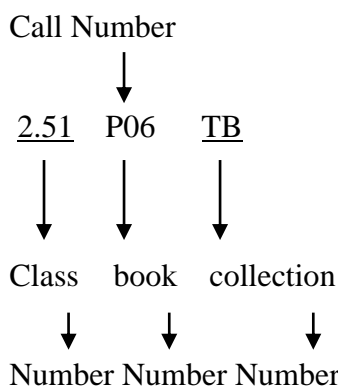 Call Number
2.51 P06 TB
Class book collection
Number Number Number